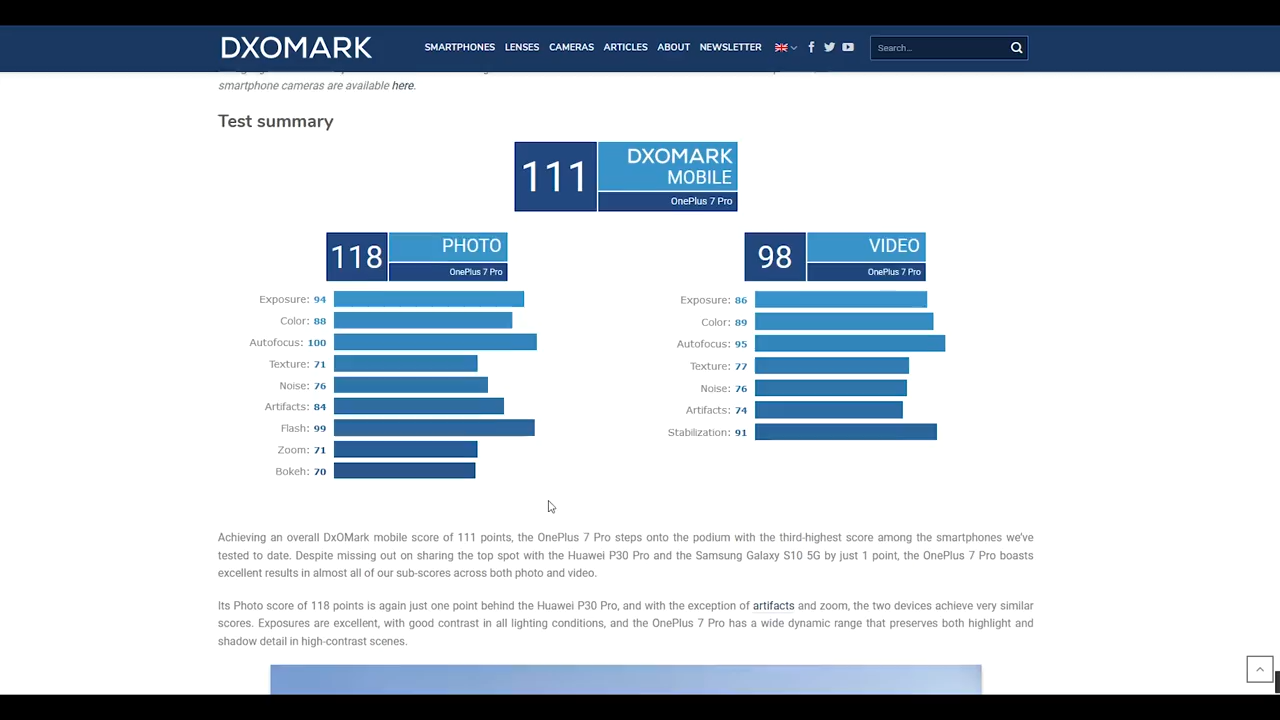 DXOMARK
SMARTPHONES LENSES CAMERAS ARTICLES ABOUT NEWSLETTER
Search...
smartphone cameras are available here.
Test summary
111
DXOMARK
MOBILE
OnePlus 7 Pro
118
PHOTO
OnePlus 7 Pro
Exposure: 94
Color: 88
Autofocus: 100
Texture: 71
Noise: 76
Artifacts: 84
Flash: 99
Zoom: 71
Bokeh: 70
98
VIDEO
OnePlus 7 Pro
Exposure: 86
Color: 89
Autofocus: 95
Texture: 77
Noise: 76
Artifacts: 74
Stabilization: 91
Achieving an overall DxOMark mobile score of 111 points, the OnePlus 7 Pro steps onto the podium with the third-highest score among the smartphones we've
tested to date. Despite missing out on sharing the top spot with the Huawei P30 Pro and the Samsung Galaxy S10 5G by just 1 point, the OnePlus 7 Pro boasts
excellent results in almost all of our sub-scores across both photo and video.
Its Photo score of 118 points is again just one point behind the Huawei P30 Pro, and with the exception of artifacts and zoom, the two devices achieve very similar
scores. Exposures are excellent, with good contrast in all lighting conditions, and the OnePlus 7 Pro has a wide dynamic range that preserves both highlight and
shadow detail in high-contrast scenes.